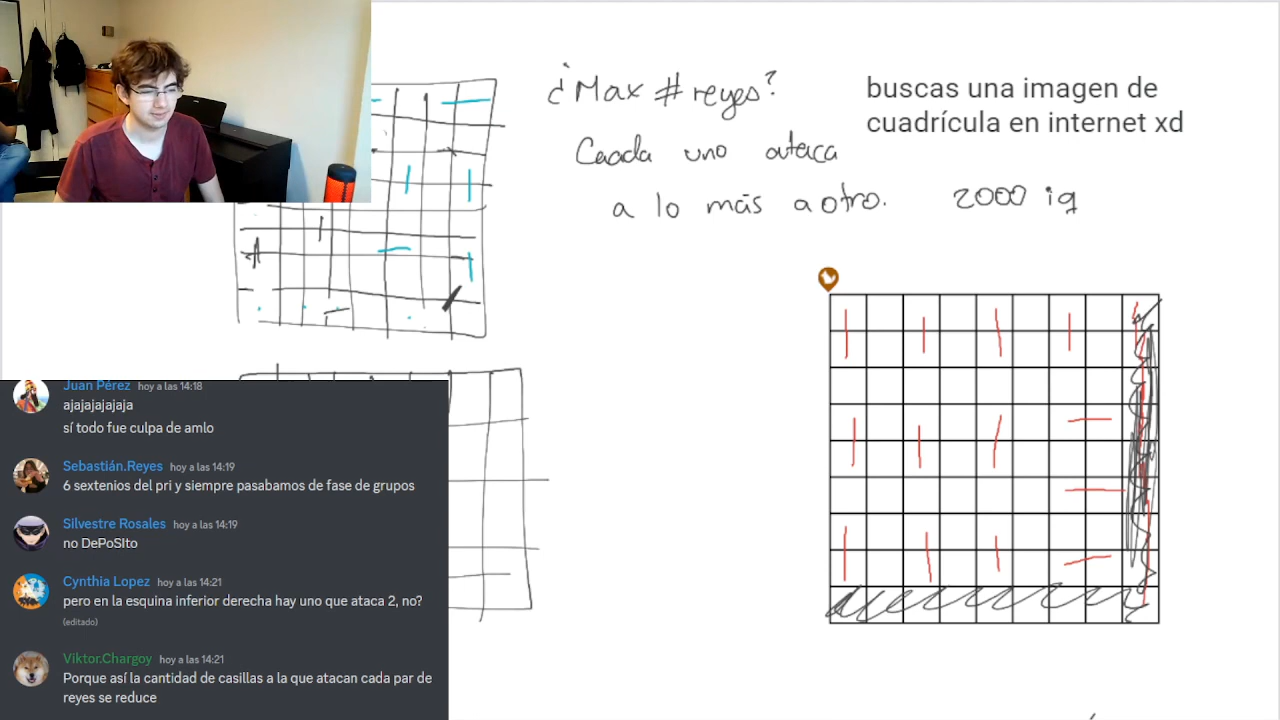 ¿Max # reyes?
Caada uno ataca
a lo más a otro.
2000 iq
buscas una imagen de
cuadrícula en internet xd
Juan Pérez hoy a las 14:18
ajajajajajaja
sí todo fue culpa de amlo
Sebastián.Reyes hoy a las 14:19
6 sextenios del pri y siempre pasabamos de fase de grupos
Silvestre Rosales hoy a las 14:19
no DePoSIto
Cynthia Lopez hoy a las 14:21
pero en la esquina inferior derecha hay uno que ataca 2, no?
(editado)
Viktor.Chargoy hoy a las 14:21
Porque así la cantidad de casillas a la que atacan cada par de
reyes se reduce